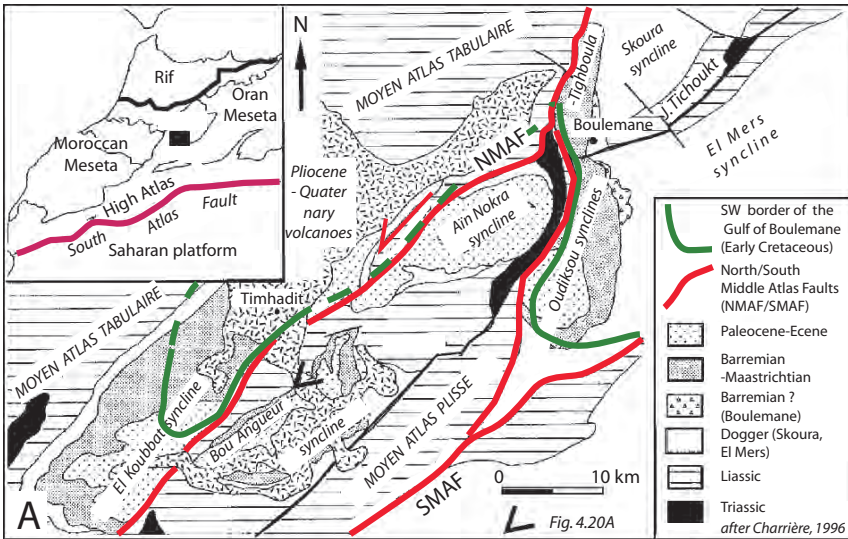 Rif
Oran
Meseta
Moroccan
Meseta
High Atlas
South Atlas Fault
Saharan platform
N
MOYEN ATLAS TABULAIRE
Skoura
syncline
Tighboula
J. Tichoukt
Boulemane
El Mers
syncline
NMAF
Pliocene
- Quater
nary
volcanoes
Ain Nokra
syncline
Oudiksou synclines
Timhadit
MOYEN ATLAS TABULAIRE
El Koubbat syncline
Bou Angueur
syncline
MOYEN ATLAS PLISSE
SMAF
0 10 km
Fig. 4.20A
A
SW border of the
Gulf of Boulemane
(Early Cretaceous)
North/South
Middle Atlas Faults
(NMAF/SMAF)
Paleocene-Ecene
Barremian
-Maastrichtian
Barremian ?
(Boulemane)
Dogger (Skoura,
El Mers)
Liassic
Triassic
after Charrière, 1996